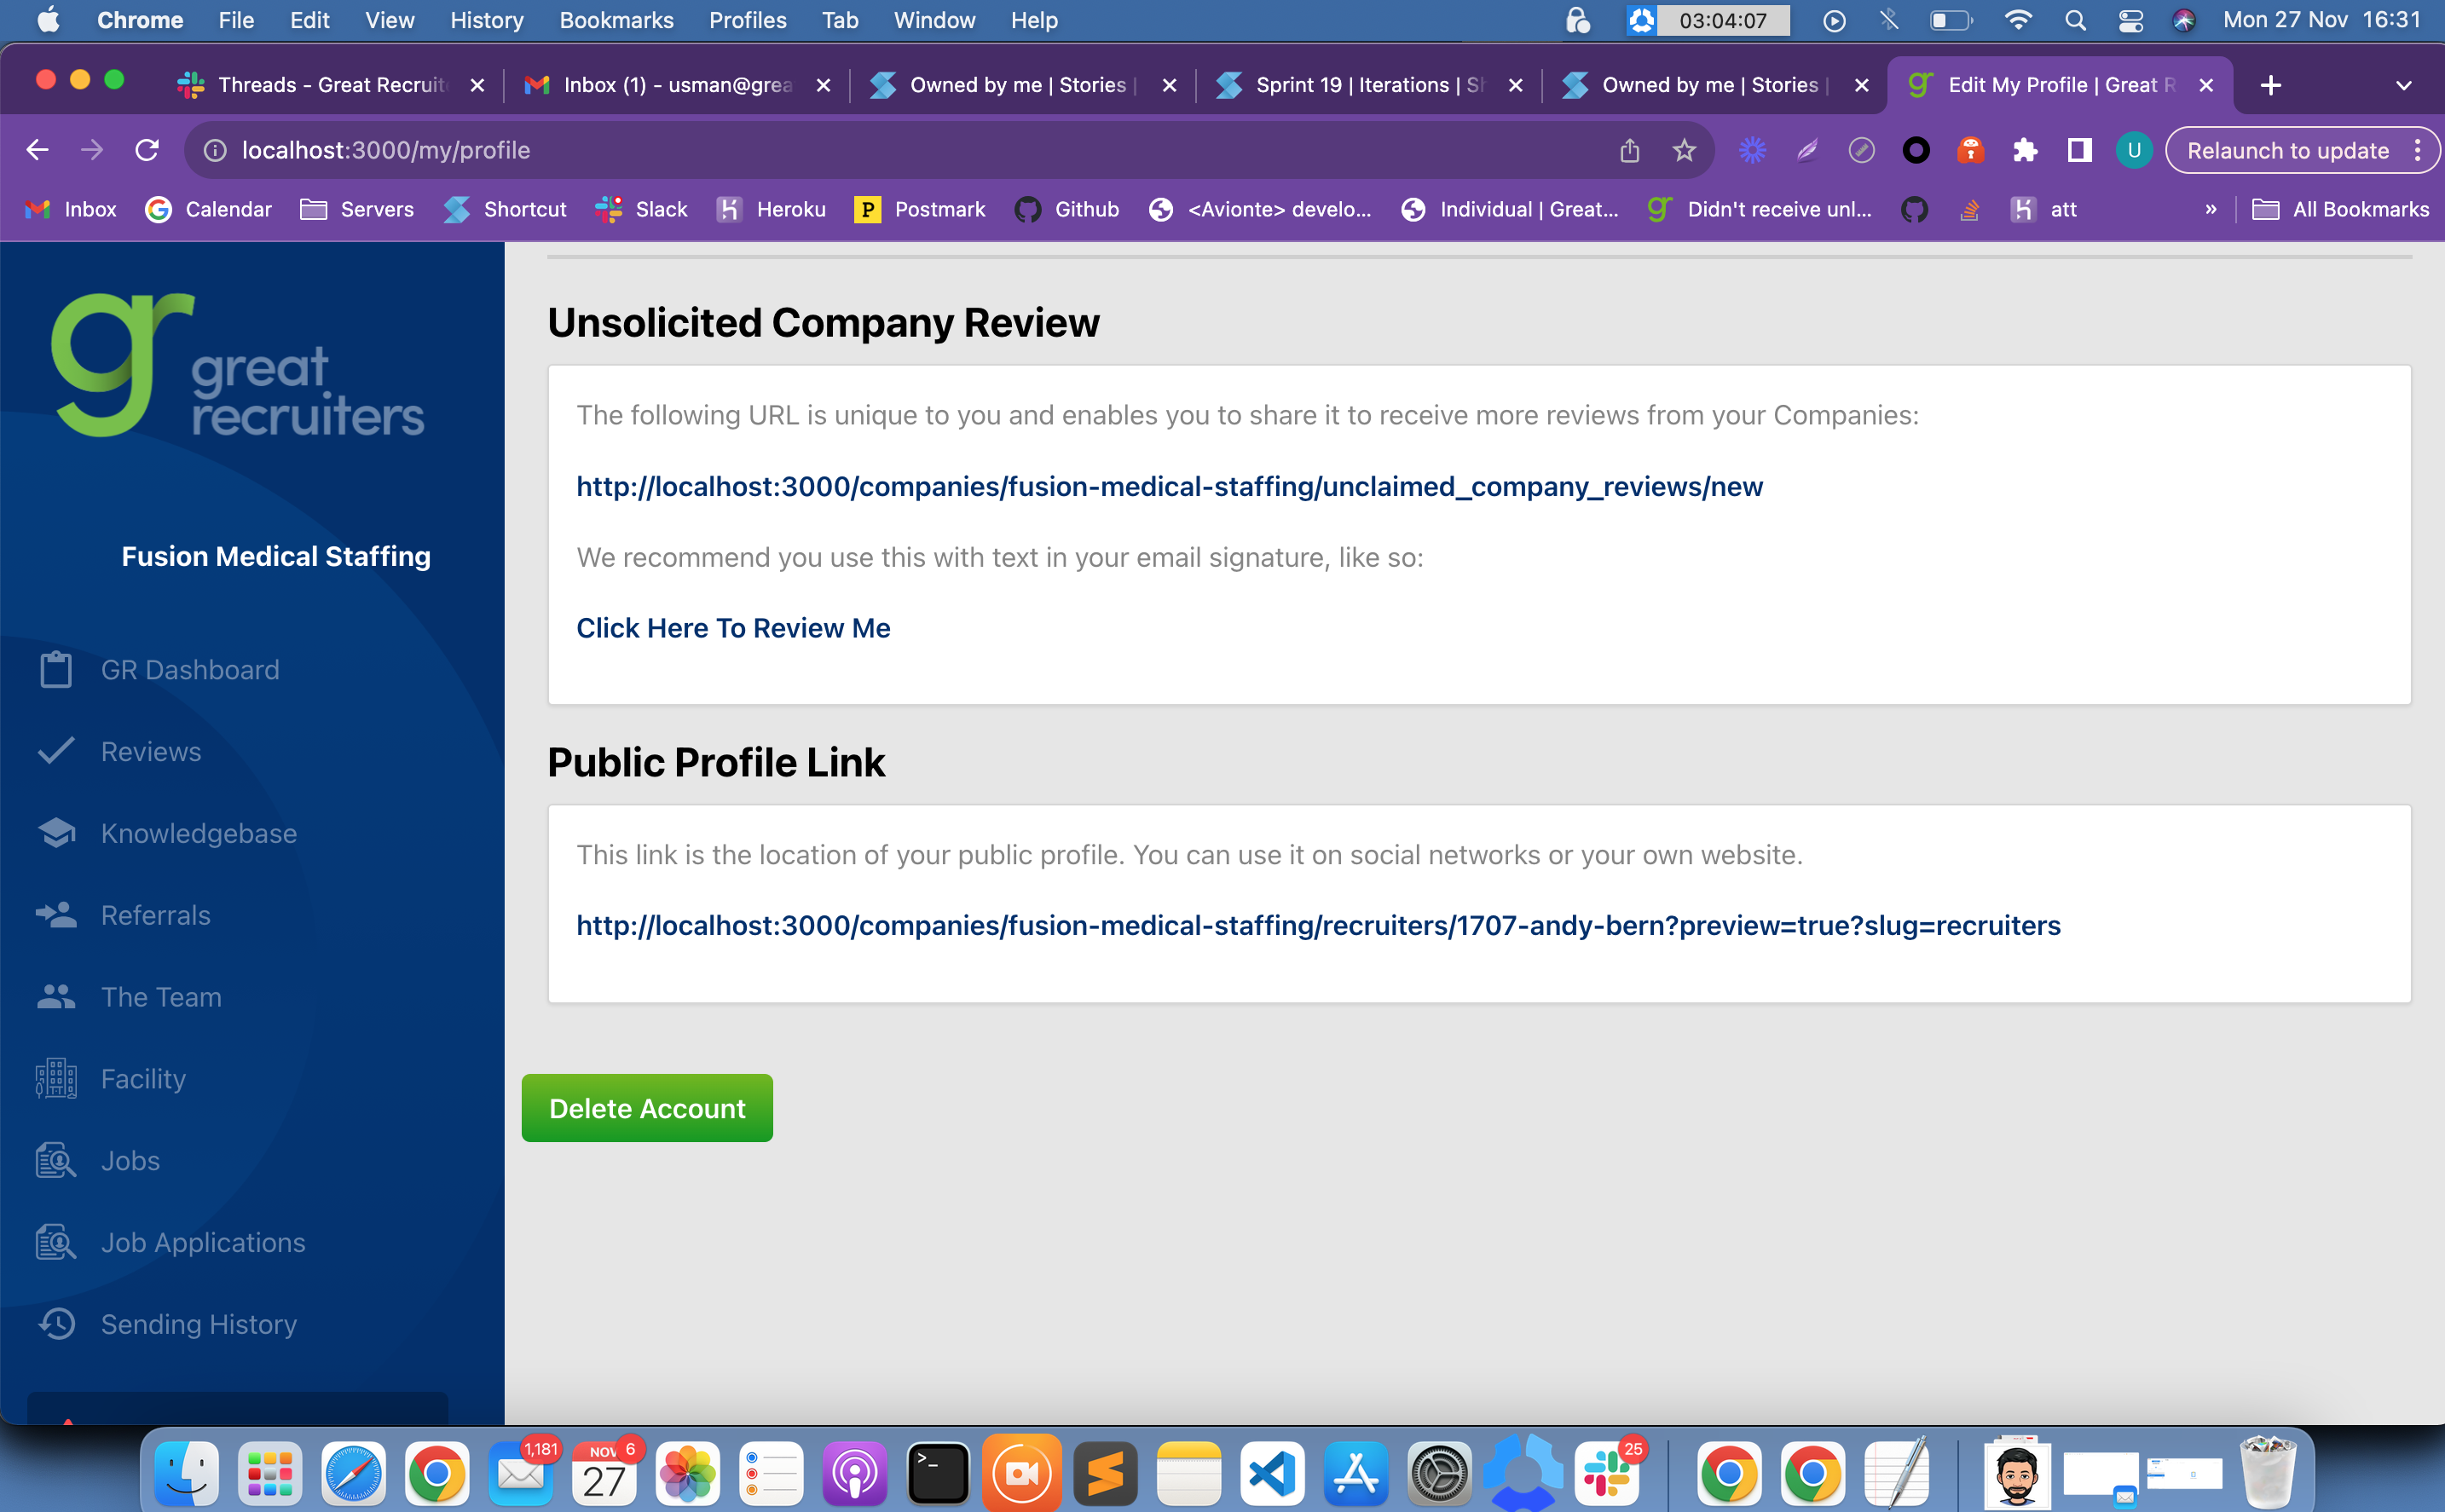 Chrome File Edit View History Bookmarks Profiles Tab Window Help 03:04:07 Mon 27 Nov 16:31
Threads - Great Recruit Inbox (1) - usman@grea Owned by me | Stories | Sprint 19 | Iterations | Sh Owned by me | Stories | Edit My Profile | Great R
localhost:3000/my/profile U Relaunch to update
Inbox Calendar Servers Shortcut Slack Heroku P Postmark Github <Avionte> develo... Individual | Great... gr Didn't receive unl... att » All Bookmarks
gr great
recruiters
Fusion Medical Staffing
GR Dashboard
Reviews
Knowledgebase
Referrals
The Team
Facility
Jobs
Job Applications
Sending History
Unsolicited Company Review
The following URL is unique to you and enables you to share it to receive more reviews from your Companies:
http://localhost:3000/companies/fusion-medical-staffing/unclaimed_company_reviews/new
We recommend you use this with text in your email signature, like so:
Click Here To Review Me
Public Profile Link
This link is the location of your public profile. You can use it on social networks or your own website.
http://localhost:3000/companies/fusion-medical-staffing/recruiters/1707-andy-bern?preview=true?slug=recruiters
Delete Account
1,181 NOV 6 25
27